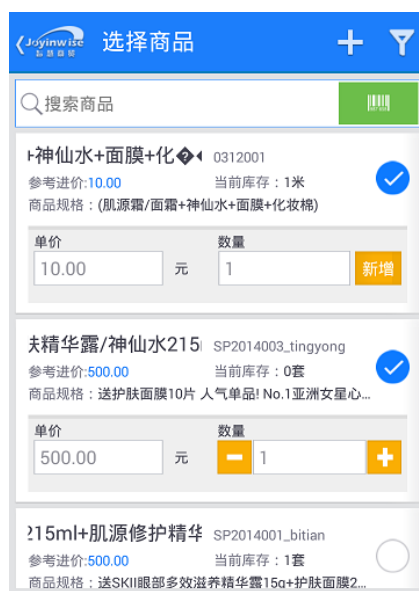 Joyinwise 选择商品
搜索商品
+神仙水+面膜+化 0312001
参考进价:10.00 当前库存：1米
商品规格：(肌源霜/面霜+神仙水+面膜+化妆棉)
单价 数量
10.00 元 1 新增
精华露/神仙水215 SP2014003_tingyong
参考进价:500.00 当前库存：0套
商品规格：送护肤面膜10片 人气单品! No.1亚洲女星心...
单价 数量
500.00 元 1
215ml+肌源修护精华 SP2014001_bitian
参考进价:500.00 当前库存：1套
商品规格：送SKII眼部多效滋养精华露15g+护肤面膜2...